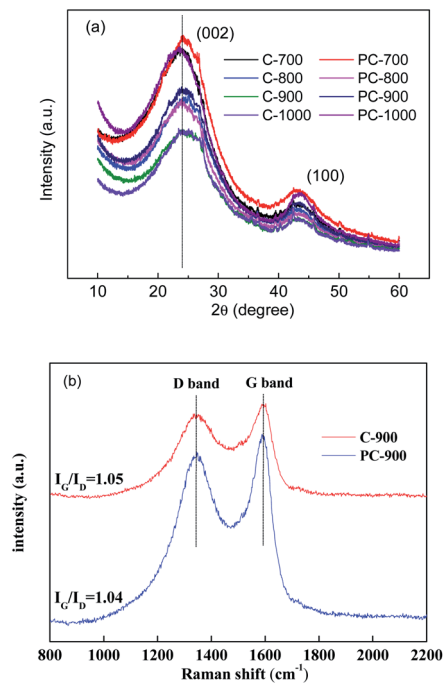 (a)
(002)
C-700 PC-700
C-800 PC-800
C-900 PC-900
C-1000 PC-1000
(100)
Intensity (a.u.)
10 20 30 40 50 60
2θ (degree)
(b)
D band G band
C-900
PC-900
I_G/I_D=1.05
I_G/I_D=1.04
intensity (a.u.)
800 1000 1200 1400 1600 1800 2000 2200
Raman shift (cm⁻¹)